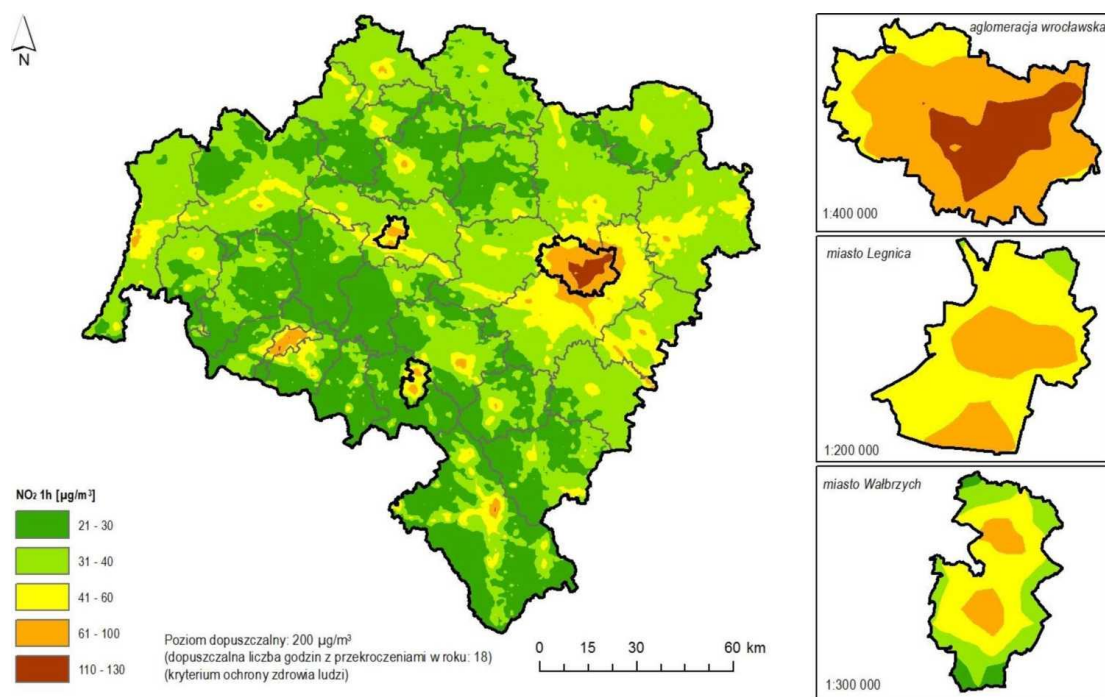 N
aglomeracja wrocławska
1:400 000
miasto Legnica
1:200 000
miasto Wałbrzych
1:300 000
NO₂ 1h [µg/m³]
21 - 30
31 - 40
41 - 60
61 - 100
110 - 130
Poziom dopuszczalny: 200 µg/m³
(dopuszczalna liczba godzin z przekroczeniami w roku: 18)
(kryterium ochrony zdrowia ludzi)
0 15 30 60 km